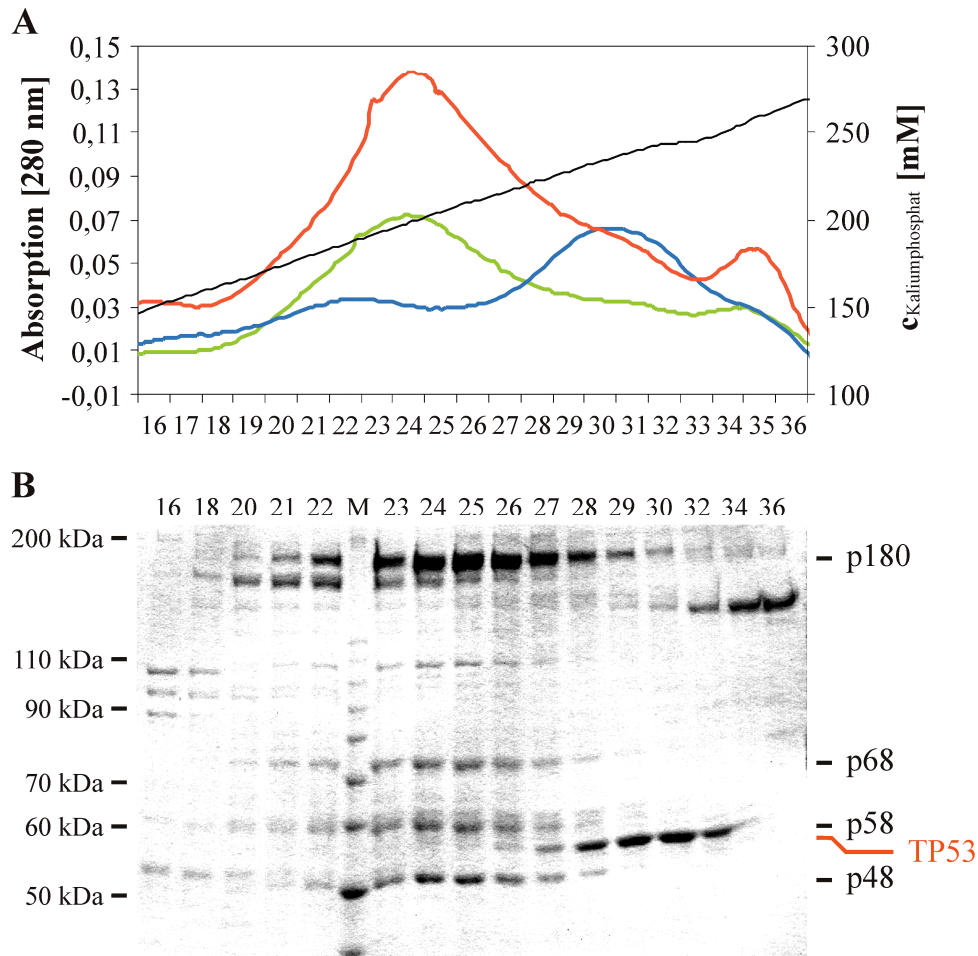 A
Absorption [280 nm]
0,15
0,13
0,11
0,09
0,07
0,05
0,03
0,01
-0,01
300
250
200
150
100
cKaliumphosphat [mM]
16 17 18 19 20 21 22 23 24 25 26 27 28 29 30 31 32 33 34 35 36
B
16 18 20 21 22 M 23 24 25 26 27 28 29 30 32 34 36
200 kDa
110 kDa
90 kDa
70 kDa
60 kDa
50 kDa
p180
p68
p58
TP53
p48